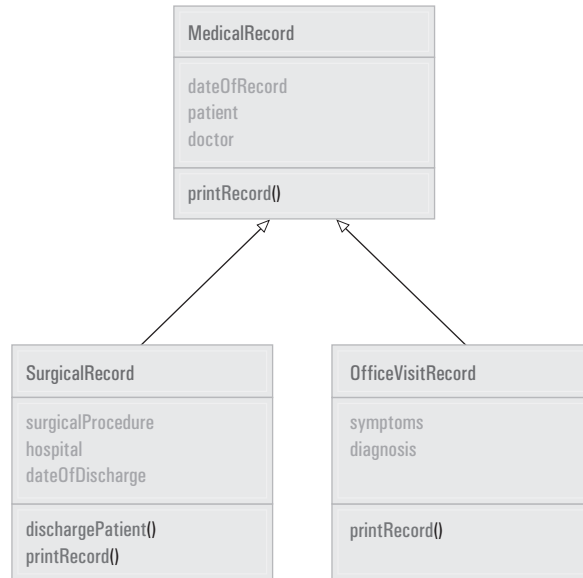 MedicalRecord
dateOfRecord
patient
doctor
printRecord()
SurgicalRecord
surgicalProcedure
hospital
dateOfDischarge
dischargePatient()
printRecord()
OfficeVisitRecord
symptoms
diagnosis
printRecord()